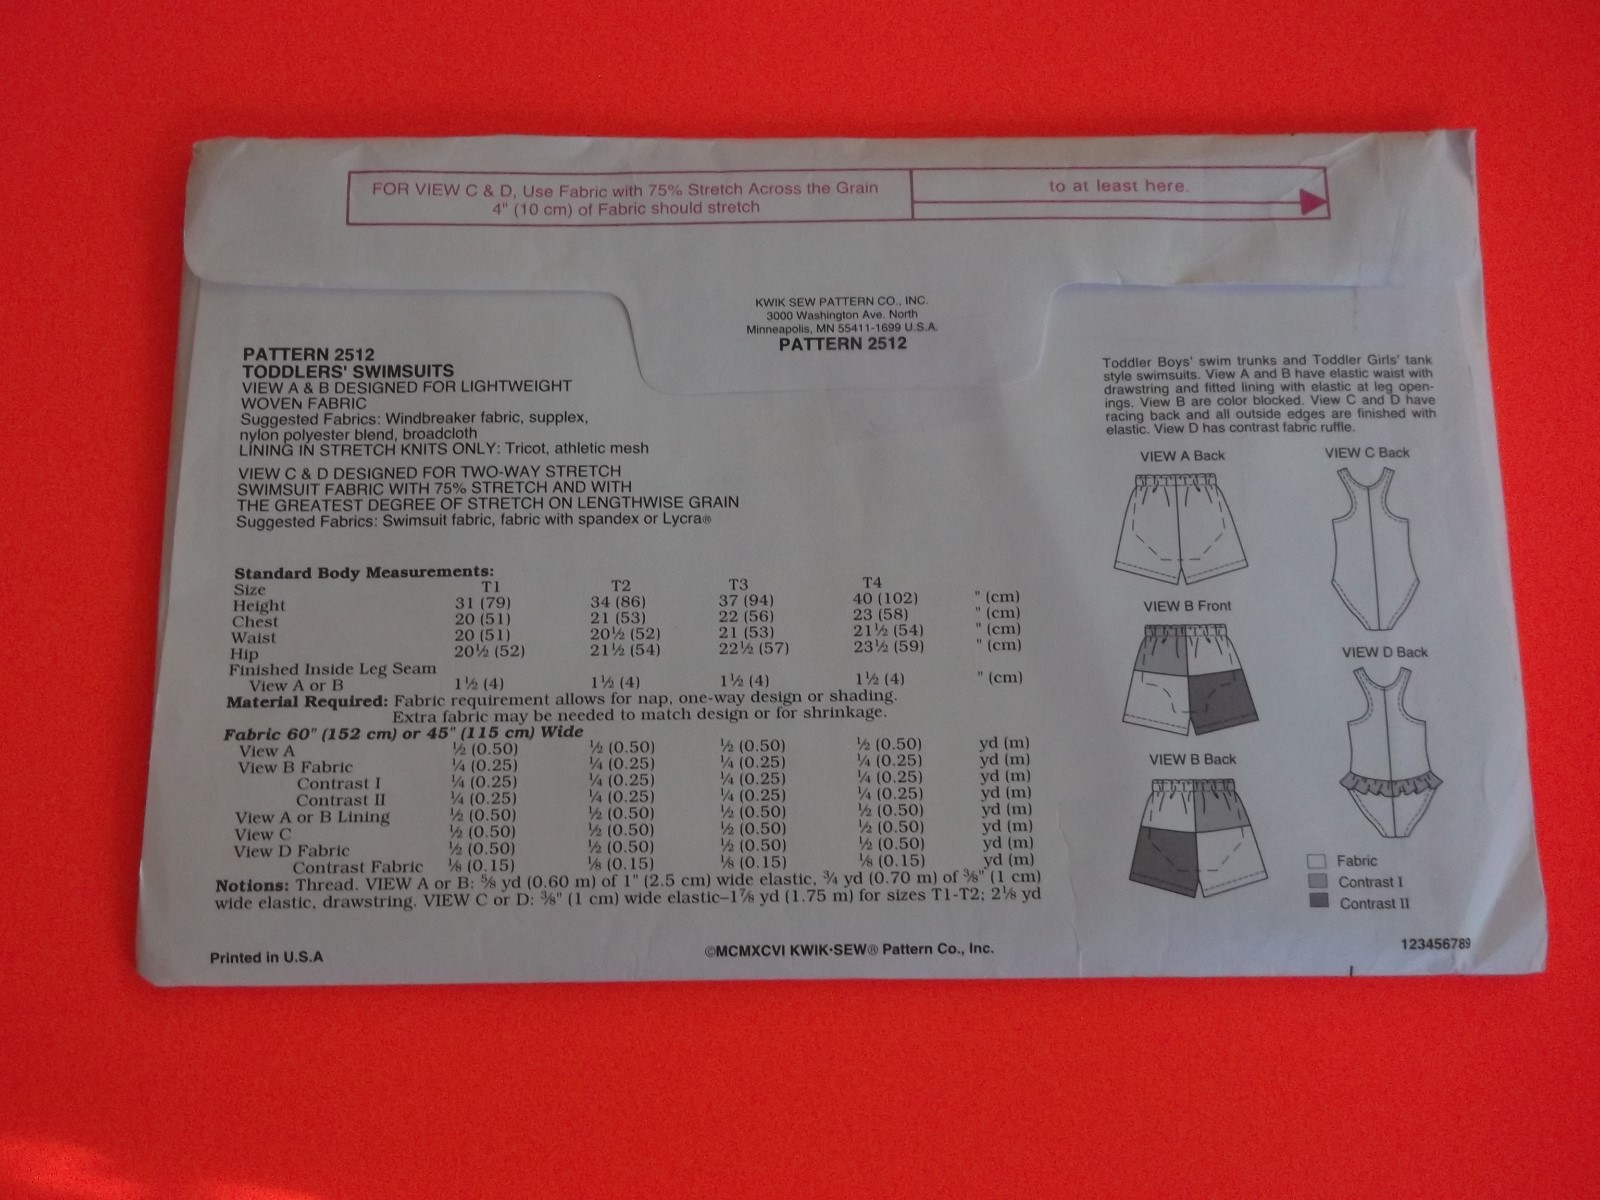 FOR VIEW C & D, Use Fabric with 75% Stretch Across the Grain
4" (10 cm) of Fabric should stretch
to at least here.
KWIK SEW PATTERN CO., INC.
3000 Washington Ave. North
Minneapolis, MN 55411-1699 U.S.A.
PATTERN 2512
PATTERN 2512
TODDLERS' SWIMSUITS
VIEW A & B DESIGNED FOR LIGHTWEIGHT
WOVEN FABRIC
Suggested Fabrics: Windbreaker fabric, supplex,
nylon polyester blend, broadcloth
LINING IN STRETCH KNITS ONLY: Tricot, athletic mesh
VIEW C & D DESIGNED FOR TWO-WAY STRETCH
SWIMSUIT FABRIC WITH 75% STRETCH AND WITH
THE GREATEST DEGREE OF STRETCH ON LENGTHWISE GRAIN
Suggested Fabrics: Swimsuit fabric, fabric with spandex or Lycra®
Standard Body Measurements:
Size T1 T2 T3 T4
Height 31 (79) 34 (86) 37 (94) 40 (102) " (cm)
Chest 20 (51) 21 (53) 22 (56) 23 (58) " (cm)
Waist 20 (51) 20½ (52) 21 (53) 21½ (54) " (cm)
Hip 20½ (52) 21½ (54) 22½ (57) 23½ (59) " (cm)
Finished Inside Leg Seam
View A or B 1½ (4) 1½ (4) 1½ (4) 1½ (4) " (cm)
Material Required: Fabric requirement allows for nap, one-way design or shading.
Extra fabric may be needed to match design or for shrinkage.
Fabric 60" (152 cm) or 45" (115 cm) Wide
View A ½ (0.50) ½ (0.50) ½ (0.50) ½ (0.50) yd (m)
View B Fabric ¼ (0.25) ¼ (0.25) ¼ (0.25) ¼ (0.25) yd (m)
Contrast I ¼ (0.25) ¼ (0.25) ¼ (0.25) ¼ (0.25) yd (m)
Contrast II ¼ (0.25) ¼ (0.25) ¼ (0.25) ¼ (0.25) yd (m)
View A or B Lining ½ (0.50) ½ (0.50) ½ (0.50) ½ (0.50) yd (m)
View C ½ (0.50) ½ (0.50) ½ (0.50) ½ (0.50) yd (m)
View D Fabric ½ (0.50) ½ (0.50) ½ (0.50) ½ (0.50) yd (m)
Contrast Fabric ⅛ (0.15) ⅛ (0.15) ⅛ (0.15) ⅛ (0.15) yd (m)
Notions: Thread. VIEW A or B: ⅝ yd (0.60 m) of 1" (2.5 cm) wide elastic, ¾ yd (0.70 m) of ⅜" (1 cm)
wide elastic, drawstring. VIEW C or D: ⅜" (1 cm) wide elastic–1⅞ yd (1.75 m) for sizes T1-T2; 2⅛ yd
Toddler Boys' swim trunks and Toddler Girls' tank
style swimsuits. View A and B have elastic waist with
drawstring and fitted lining with elastic at leg open-
ings. View B are color blocked. View C and D have
racing back and all outside edges are finished with
elastic. View D has contrast fabric ruffle.
VIEW A Back
VIEW C Back
VIEW B Front
VIEW D Back
VIEW B Back
Fabric
Contrast I
Contrast II
Printed in U.S.A
©MCMXCVI KWIK•SEW® Pattern Co., Inc.
123456789